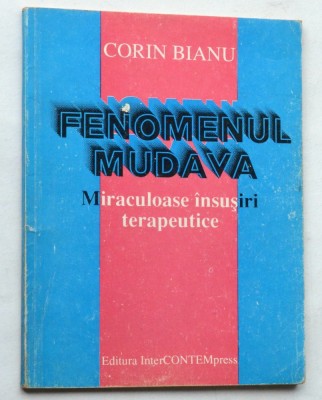 CORIN BIANU
FENOMENUL
MUDAVA
Miraculoase însușiri
terapeutice
Editura InterCONTEMpress